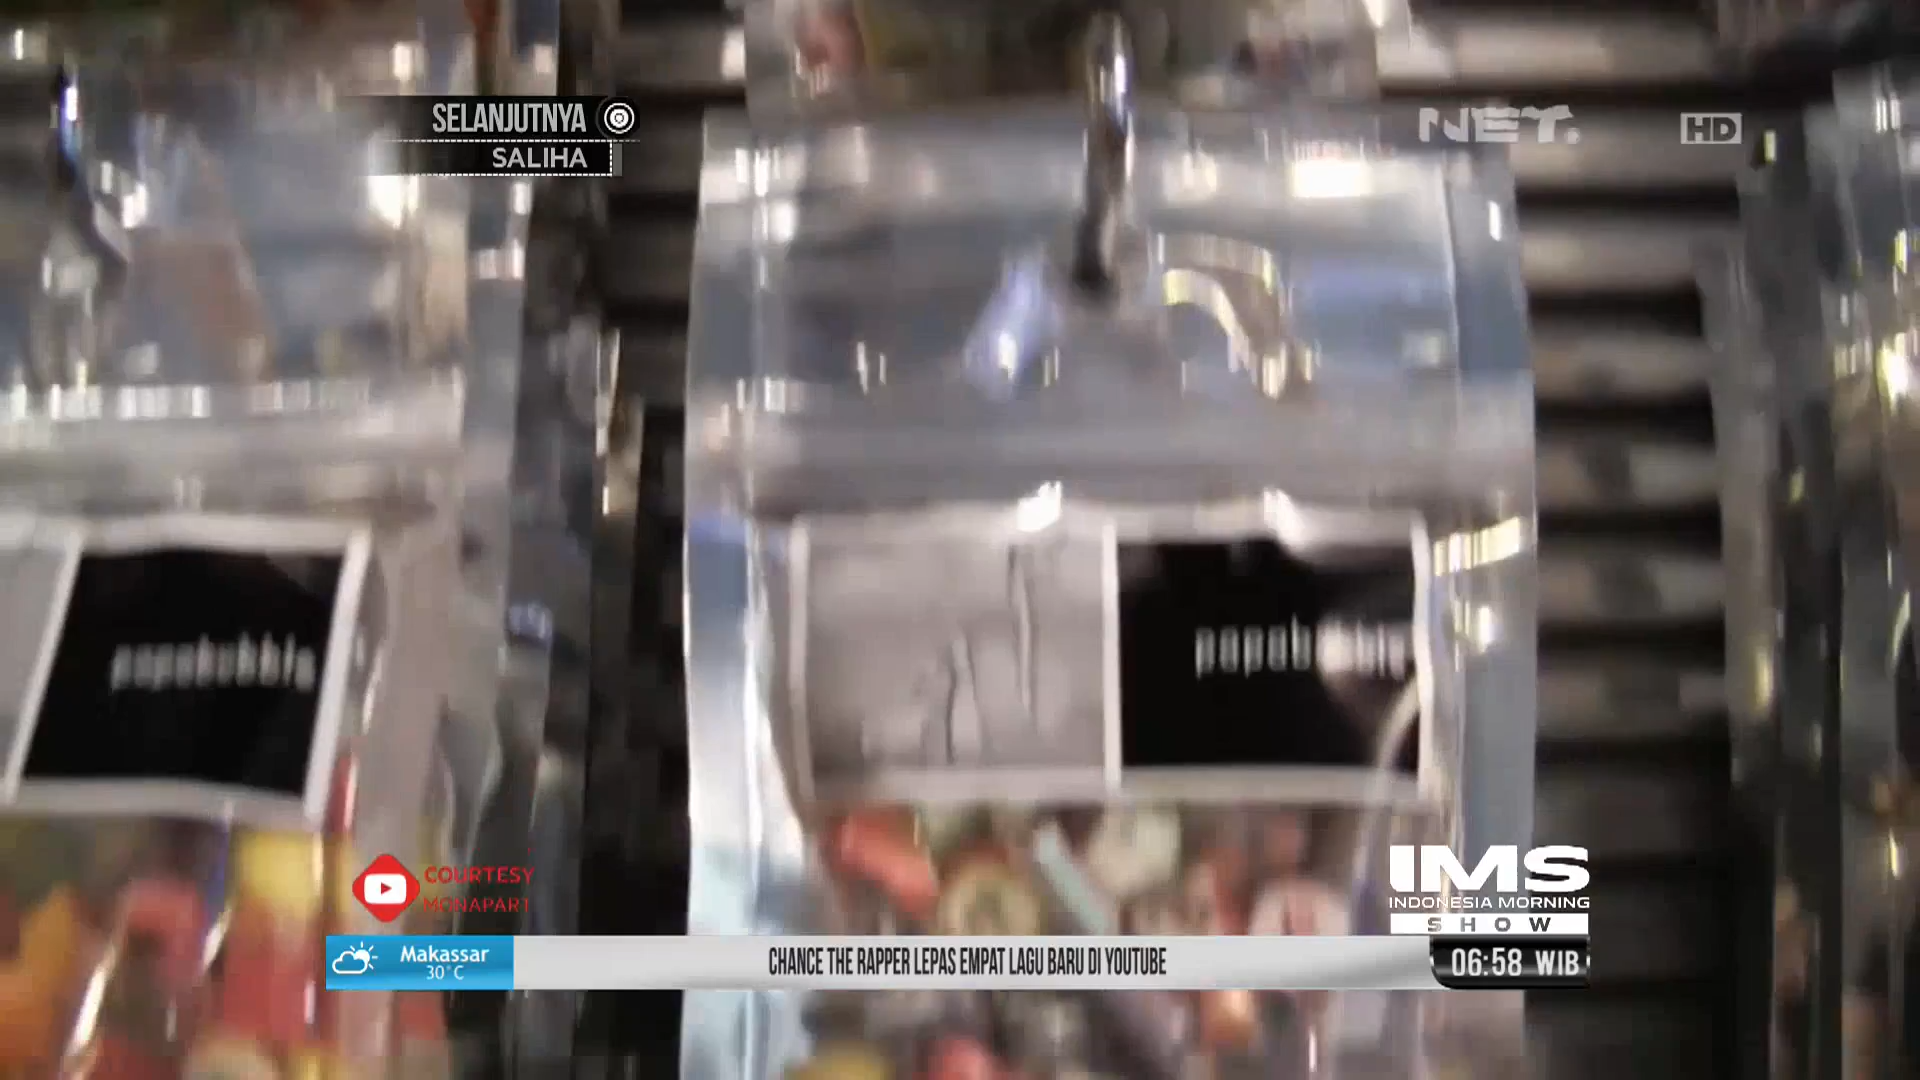 SELANJUTNYA
SALIHA
NET.
HD
papabubble
papabubble
COURTESY
MONAPART
IMS
INDONESIA MORNING
SHOW
Makassar
30°C
CHANCE THE RAPPER LEPAS EMPAT LAGU BARU DI YOUTUBE
06:58 WIB